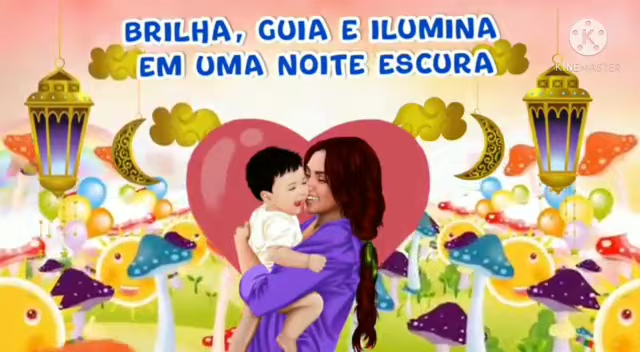 BRILHA, GUIA E ILUMINA
EM UMA NOITE ESCURA
K
KINEMASTER